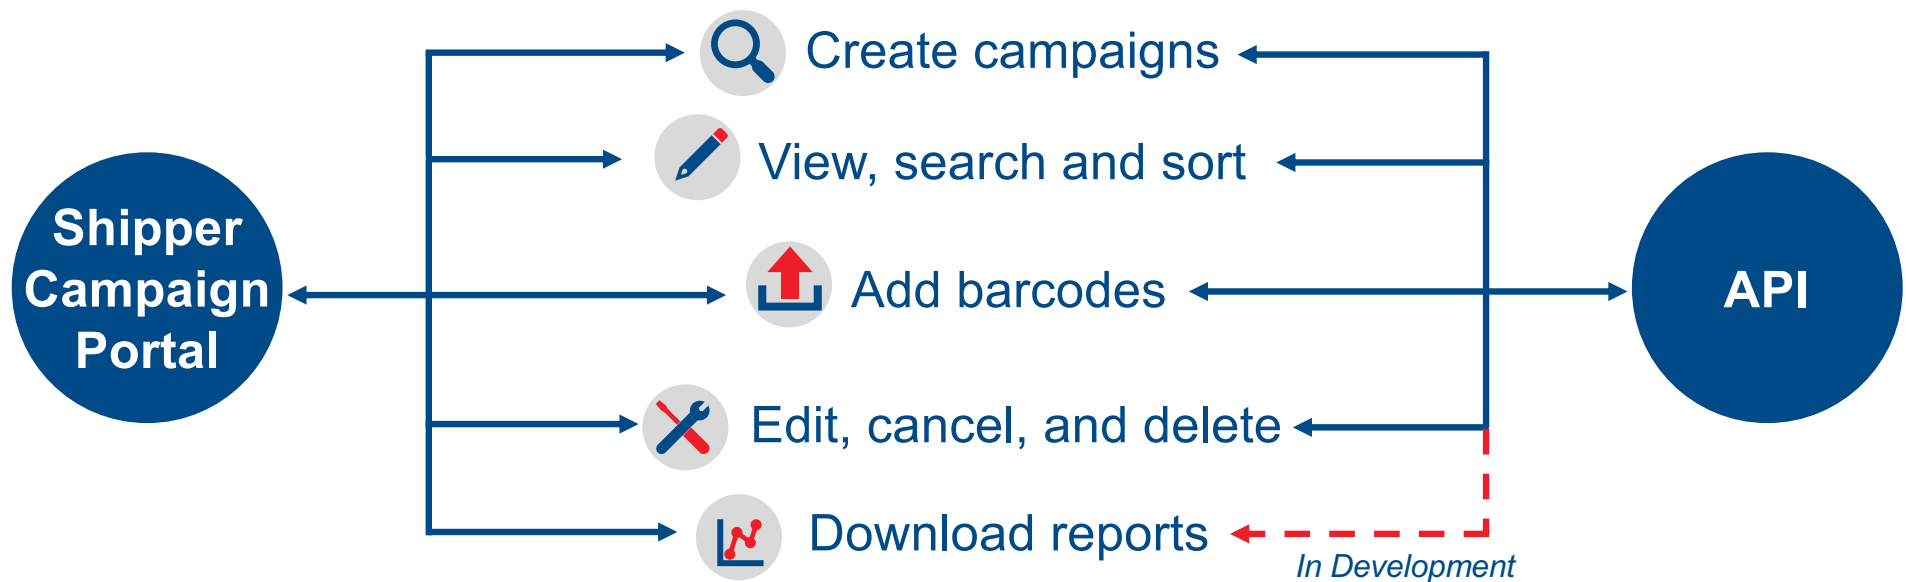 Shipper
Campaign
Portal
Create campaigns
View, search and sort
Add barcodes
Edit, cancel, and delete
Download reports
In Development
API